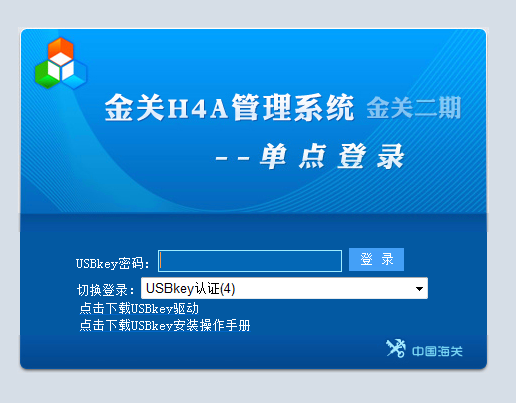 金关H4A管理系统 金关二期
--单点登录
USBkey密码： 登 录
切换登录：USBkey认证(4)
点击下载USBkey驱动
点击下载USBkey安装操作手册
中国海关